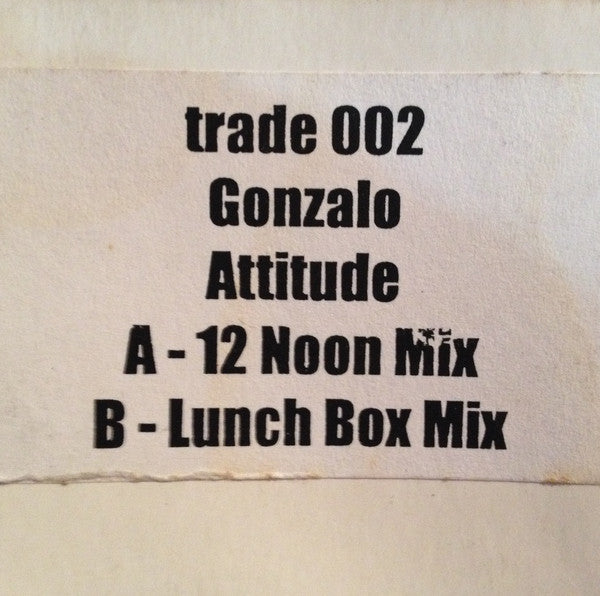 trade 002
Gonzalo
Attitude
A - 12 Noon Mix
B - Lunch Box Mix